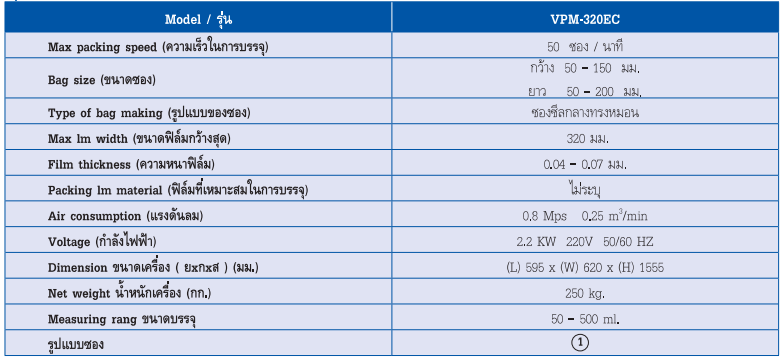 Model / รุ่น VPM-320EC
Max packing speed (ความเร็วในการบรรจุ) 50 ซอง / นาที
Bag size (ขนาดซอง) กว้าง 50 - 150 มม.
ยาว 50 - 200 มม.
Type of bag making (รูปแบบของซอง) ซองซีลกลางทรงหมอน
Max lm width (ขนาดฟิล์มกว้างสุด) 320 มม.
Film thickness (ความหนาฟิล์ม) 0.04 - 0.07 มม.
Packing lm material (ฟิล์มที่เหมาะสมในการบรรจุ) ไม่ระบุ
Air consumption (แรงดันลม) 0.8 Mps 0.25 m³/min
Voltage (กำลังไฟฟ้า) 2.2 KW 220V 50/60 HZ
Dimension ขนาดเครื่อง ( ยxกxส ) (มม.) (L) 595 x (W) 620 x (H) 1555
Net weight น้ำหนักเครื่อง (กก.) 250 kg.
Measuring rang ขนาดบรรจุ 50 - 500 ml.
รูปแบบซอง ①